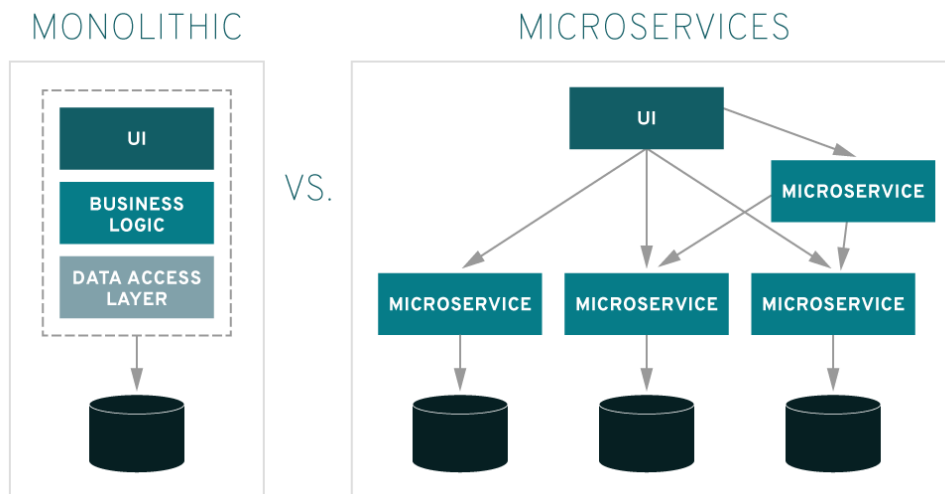 MONOLITHIC
UI
BUSINESS
LOGIC
DATA ACCESS
LAYER
VS.
MICROSERVICES
UI
MICROSERVICE
MICROSERVICE
MICROSERVICE
MICROSERVICE